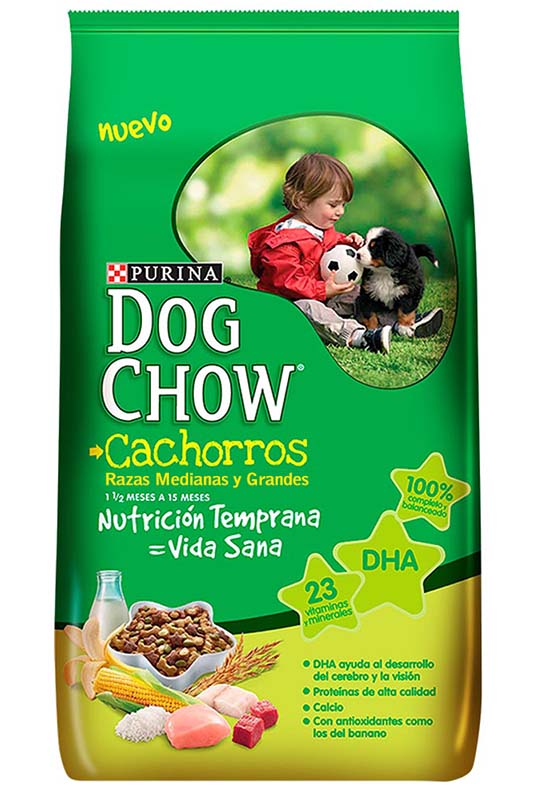 nuevo
PURINA
DOG
CHOW®
Cachorros
Razas Medianas y Grandes
1 1/2 MESES A 15 MESES
Nutrición Temprana
= Vida Sana
100%
completo y
balanceado
DHA
23
vitaminas
y minerales
• DHA ayuda al desarrollo
del cerebro y la visión
• Proteínas de alta calidad
• Calcio
• Con antioxidantes como
los del banano